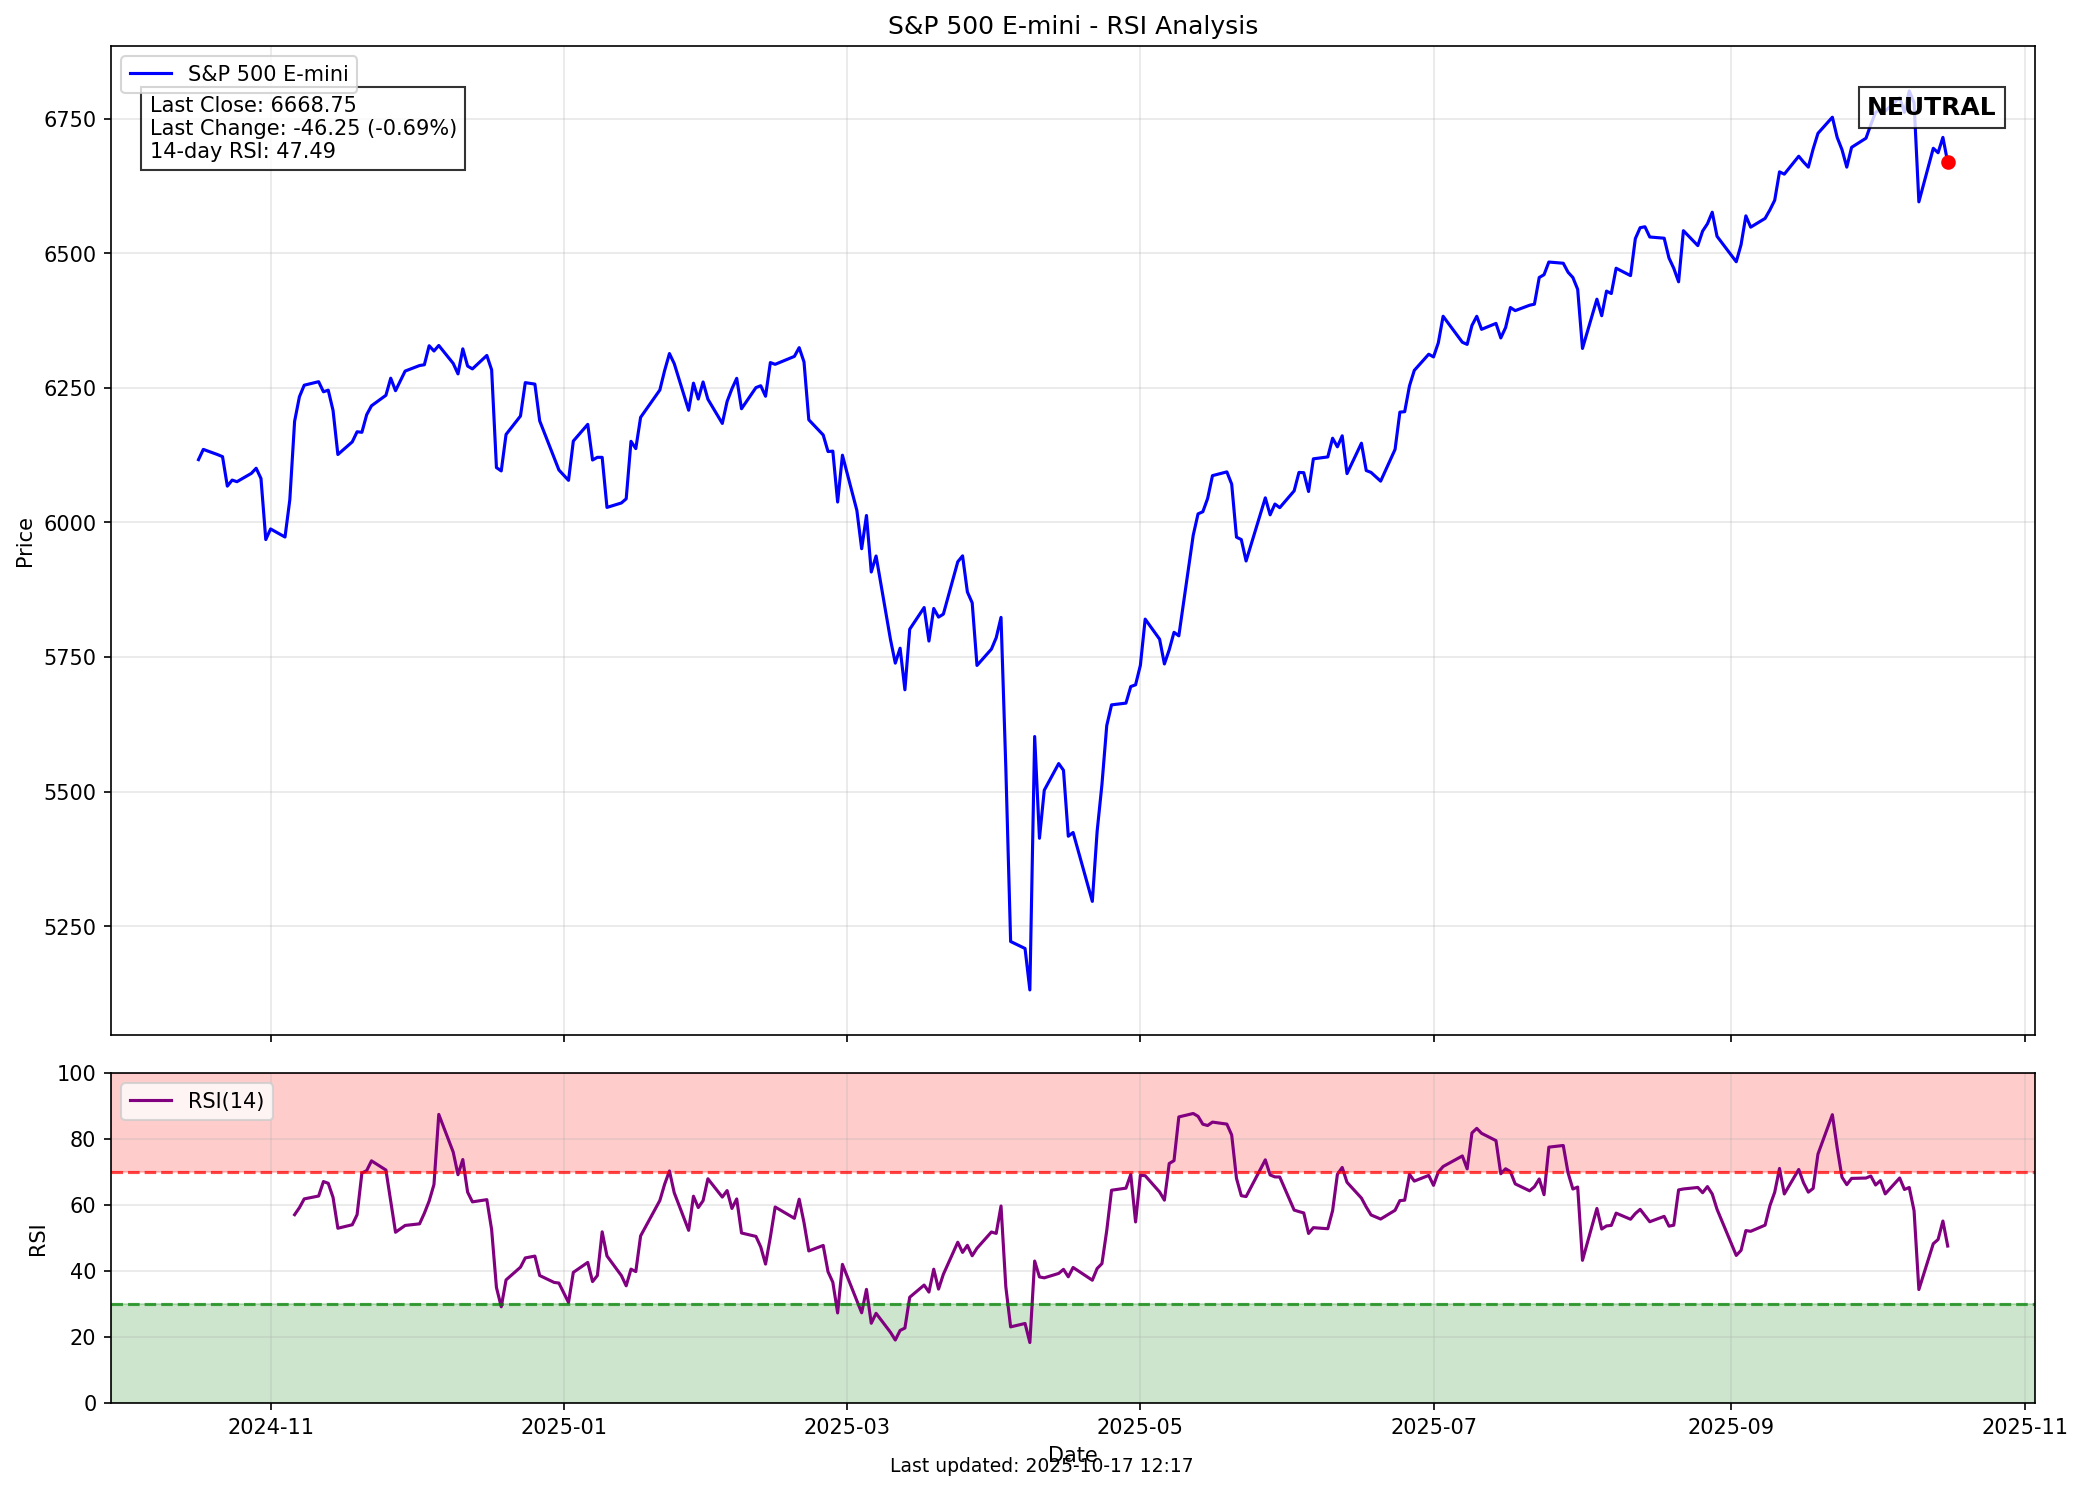 S&P 500 E-mini - RSI Analysis
S&P 500 E-mini
Last Close: 6668.75
Last Change: -46.25 (-0.69%)
14-day RSI: 47.49
NEUTRAL
Price
6750
6500
6250
6000
5750
5500
5250
RSI(14)
RSI
100
80
60
40
20
0
2024-11
2025-01
2025-03
2025-05
2025-07
2025-09
2025-11
Date
Last updated: 2025-10-17 12:17